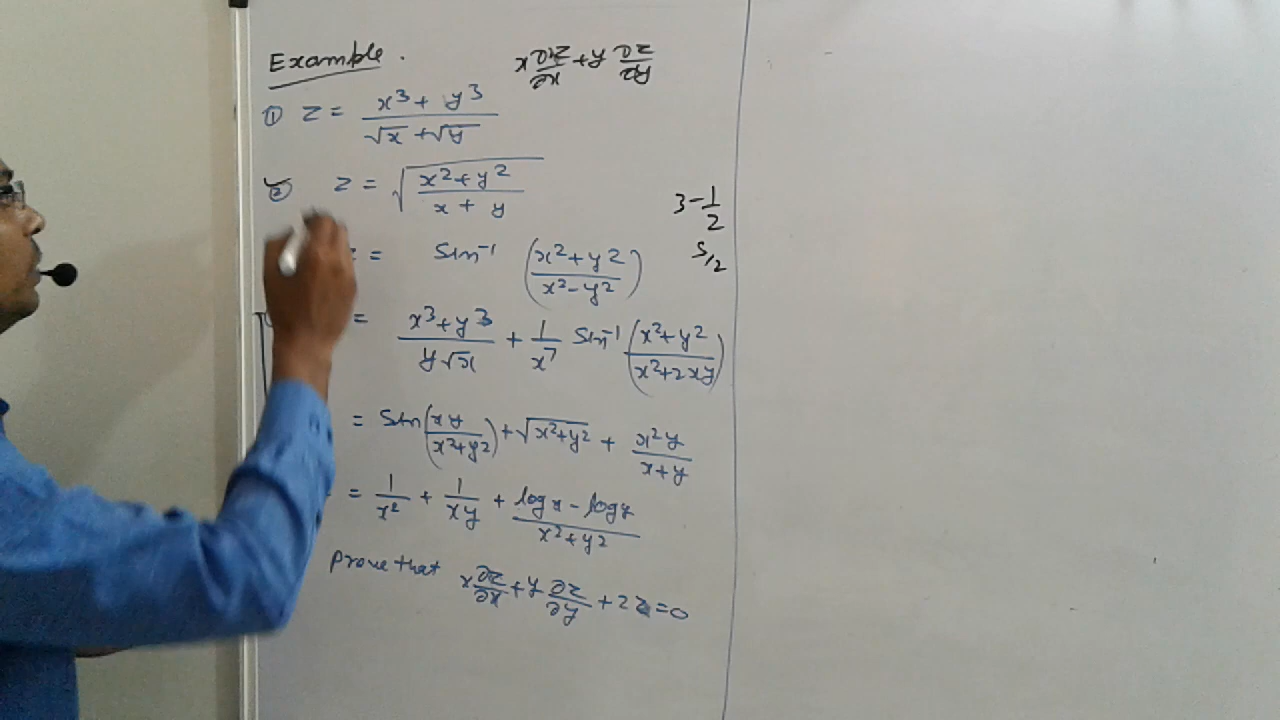 Example. x ∂z/∂x + y ∂z/∂y
① z = (x³ + y³)/(√x + √y)
② z = √((x² + y²)/(x + y))
3 - 1/2
5/2
= Sin⁻¹ ((x² + y²)/(x² - y²))
= (x³ + y³)/(y√x) + 1/x⁷ Sin⁻¹ ((x² + y²)/(x² + 2xy))
= Sin(xy/(x² + y²)) + √(x² + y²) + x²y/(x + y)
= 1/x² + 1/xy + (log x - log y)/(x² + y²)
Prove that x ∂z/∂x + y ∂z/∂y + 2z = 0